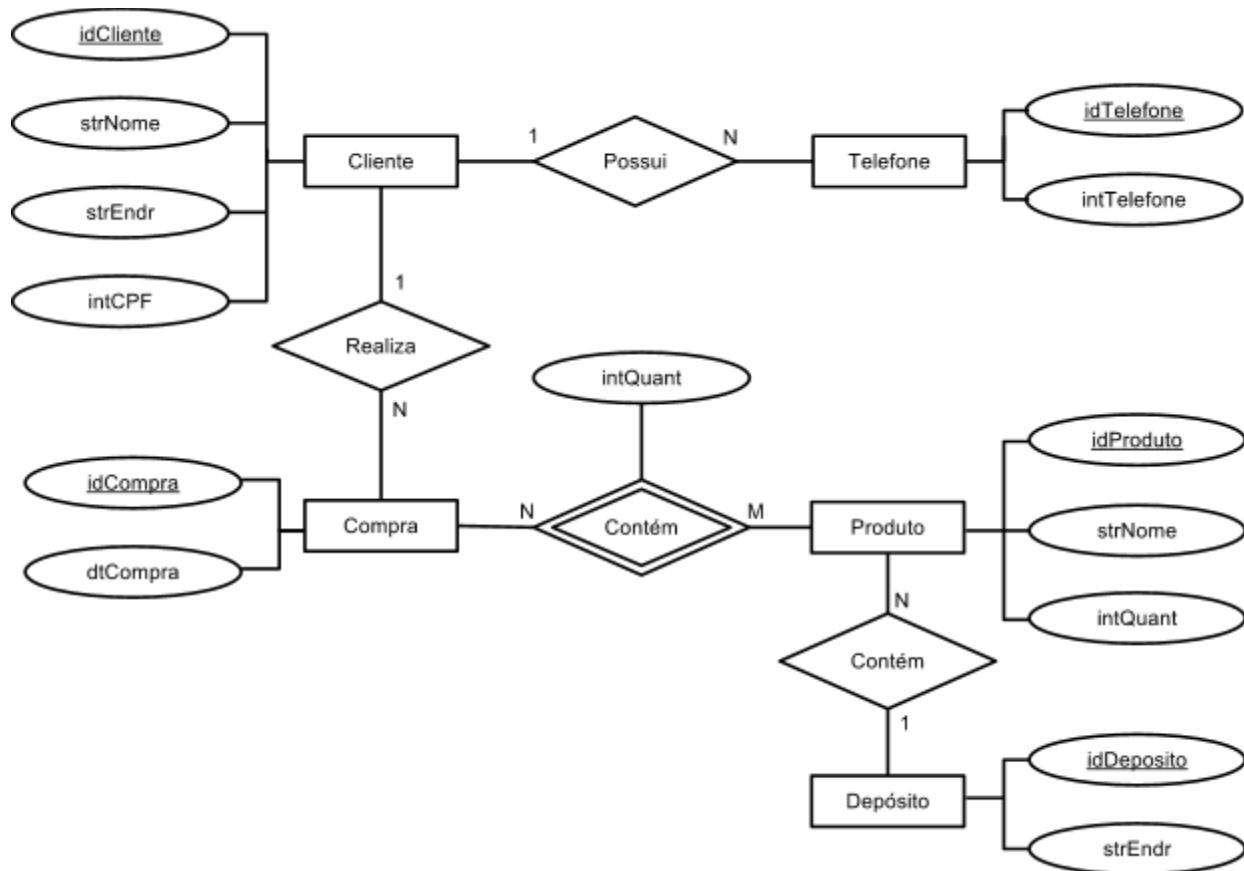 idCliente
strNome
strEndr
intCPF
Cliente
1
Possui
N
Telefone
idTelefone
intTelefone
1
Realiza
N
intQuant
idCompra
dtCompra
Compra
N
Contém
M
Produto
idProduto
strNome
intQuant
N
Contém
1
Depósito
idDeposito
strEndr